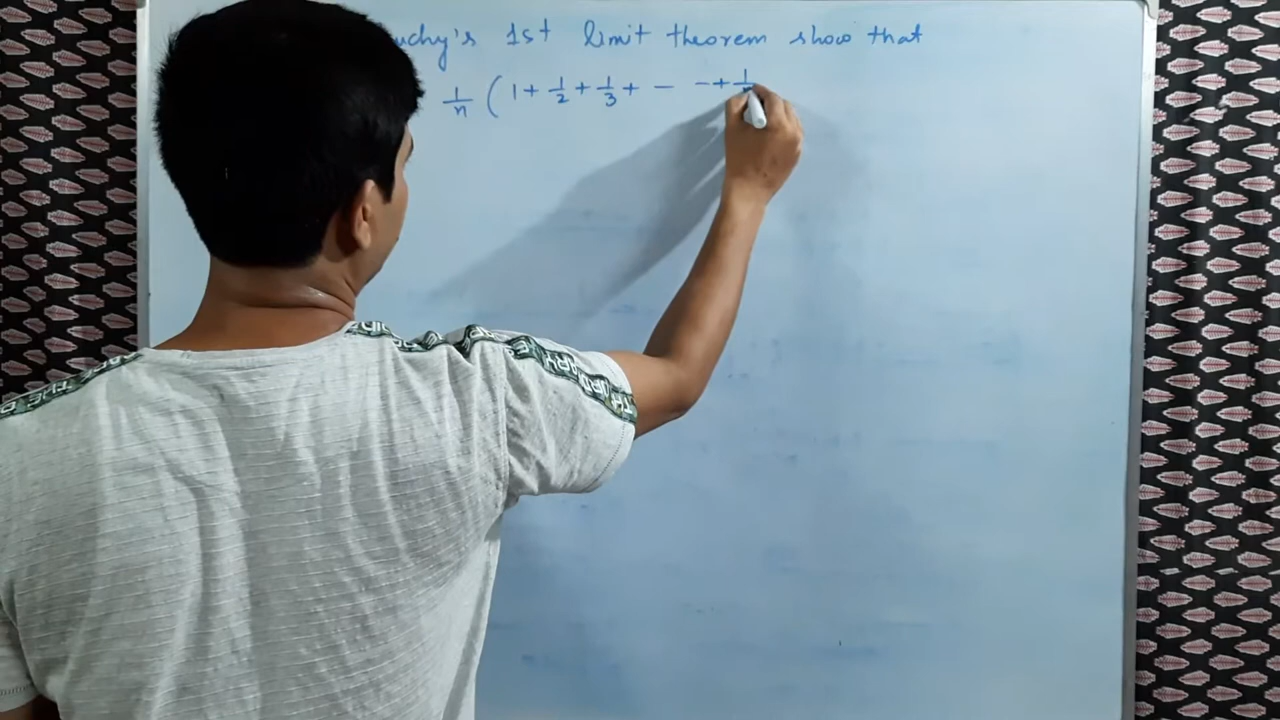 uchy's 1st limit theorem show that
1/n ( 1 + 1/2 + 1/3 + - - + 1/n